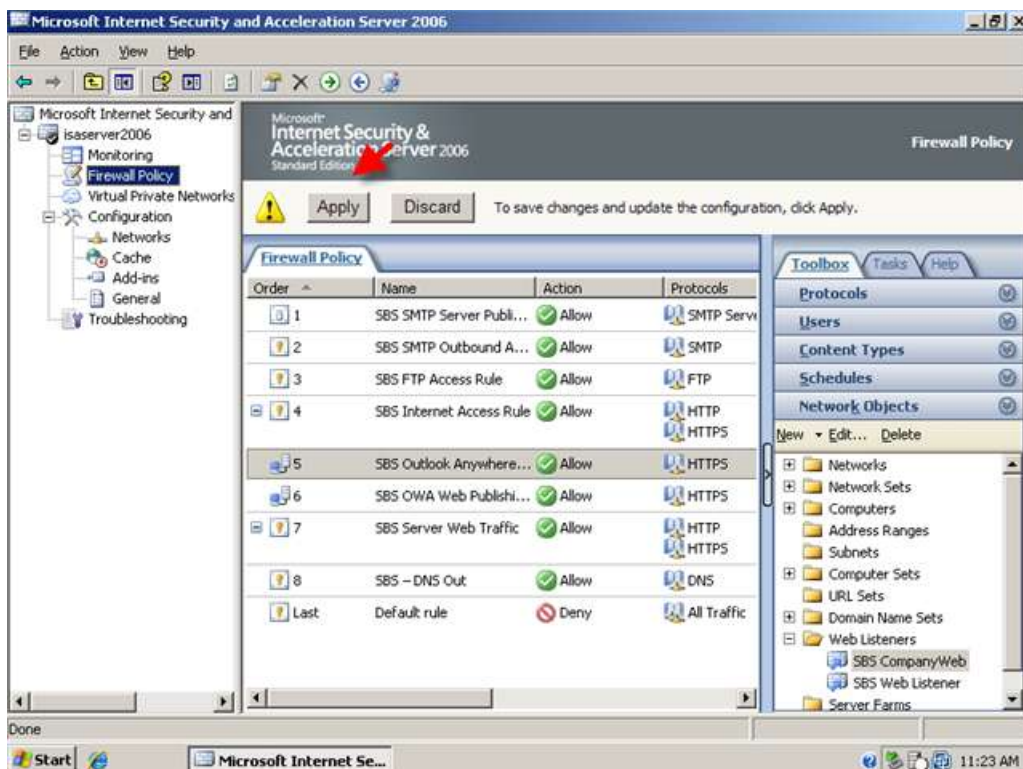 Microsoft Internet Security and Acceleration Server 2006
File Action View Help
Microsoft Internet Security and
isaserver2006
Monitoring
Firewall Policy
Virtual Private Networks
Configuration
Networks
Cache
Add-ins
General
Troubleshooting
Microsoft
Internet Security &
Acceleration Server 2006
Standard Edition
Firewall Policy
Apply Discard To save changes and update the configuration, click Apply.
Firewall Policy
Order Name Action Protocols
1 SBS SMTP Server Publi... Allow SMTP Serve
2 SBS SMTP Outbound A... Allow SMTP
3 SBS FTP Access Rule Allow FTP
4 SBS Internet Access Rule Allow HTTP
HTTPS
5 SBS Outlook Anywhere... Allow HTTPS
6 SBS OWA Web Publishi... Allow HTTPS
7 SBS Server Web Traffic Allow HTTP
HTTPS
8 SBS – DNS Out Allow DNS
Last Default rule Deny All Traffic
Toolbox Tasks Help
Protocols
Users
Content Types
Schedules
Network Objects
New Edit... Delete
Networks
Network Sets
Computers
Address Ranges
Subnets
Computer Sets
URL Sets
Domain Name Sets
Web Listeners
SBS CompanyWeb
SBS Web Listener
Server Farms
Done
Start Microsoft Internet Se... 11:23 AM